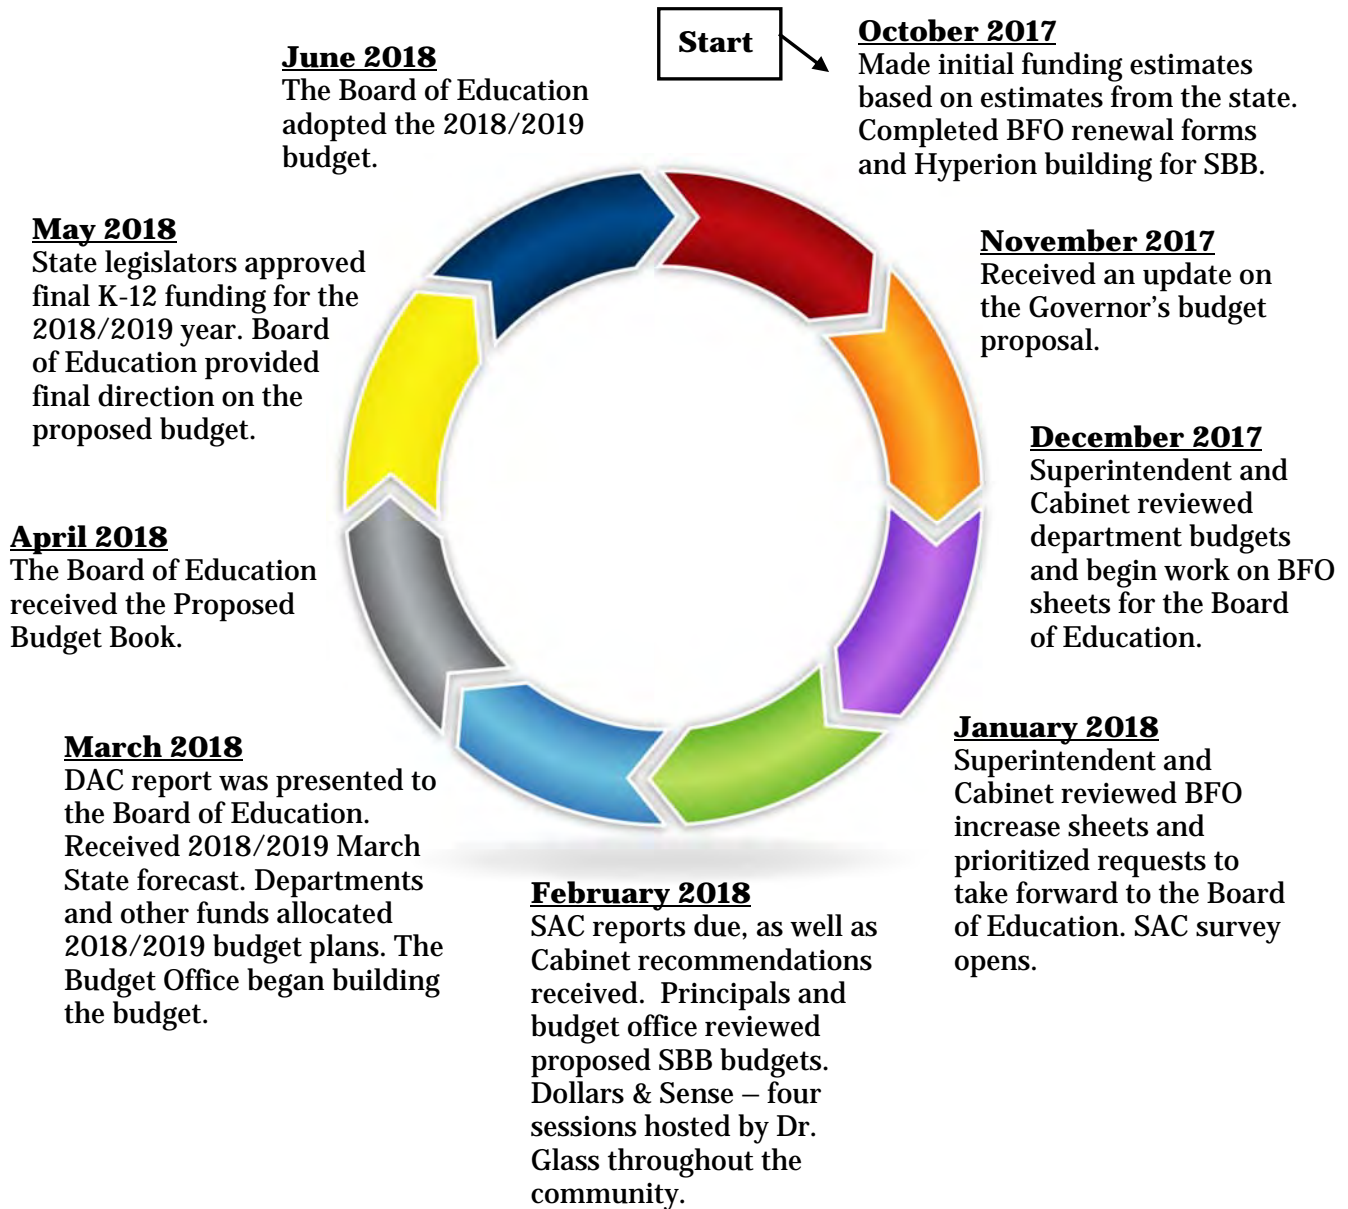 Start
October 2017
Made initial funding estimates
based on estimates from the state.
Completed BFO renewal forms
and Hyperion building for SBB.
November 2017
Received an update on
the Governor’s budget
proposal.
December 2017
Superintendent and
Cabinet reviewed
department budgets
and begin work on BFO
sheets for the Board
of Education.
January 2018
Superintendent and
Cabinet reviewed BFO
increase sheets and
prioritized requests to
take forward to the Board
of Education. SAC survey
opens.
February 2018
SAC reports due, as well as
Cabinet recommendations
received.  Principals and
budget office reviewed
proposed SBB budgets.
Dollars & Sense – four
sessions hosted by Dr.
Glass throughout the
community.
March 2018
DAC report was presented to
the Board of Education.
Received 2018/2019 March
State forecast. Departments
and other funds allocated
2018/2019 budget plans. The
Budget Office began building
the budget.
April 2018
The Board of Education
received the Proposed
Budget Book.
May 2018
State legislators approved
final K-12 funding for the
2018/2019 year. Board
of Education provided
final direction on the
proposed budget.
June 2018
The Board of Education
adopted the 2018/2019
budget.